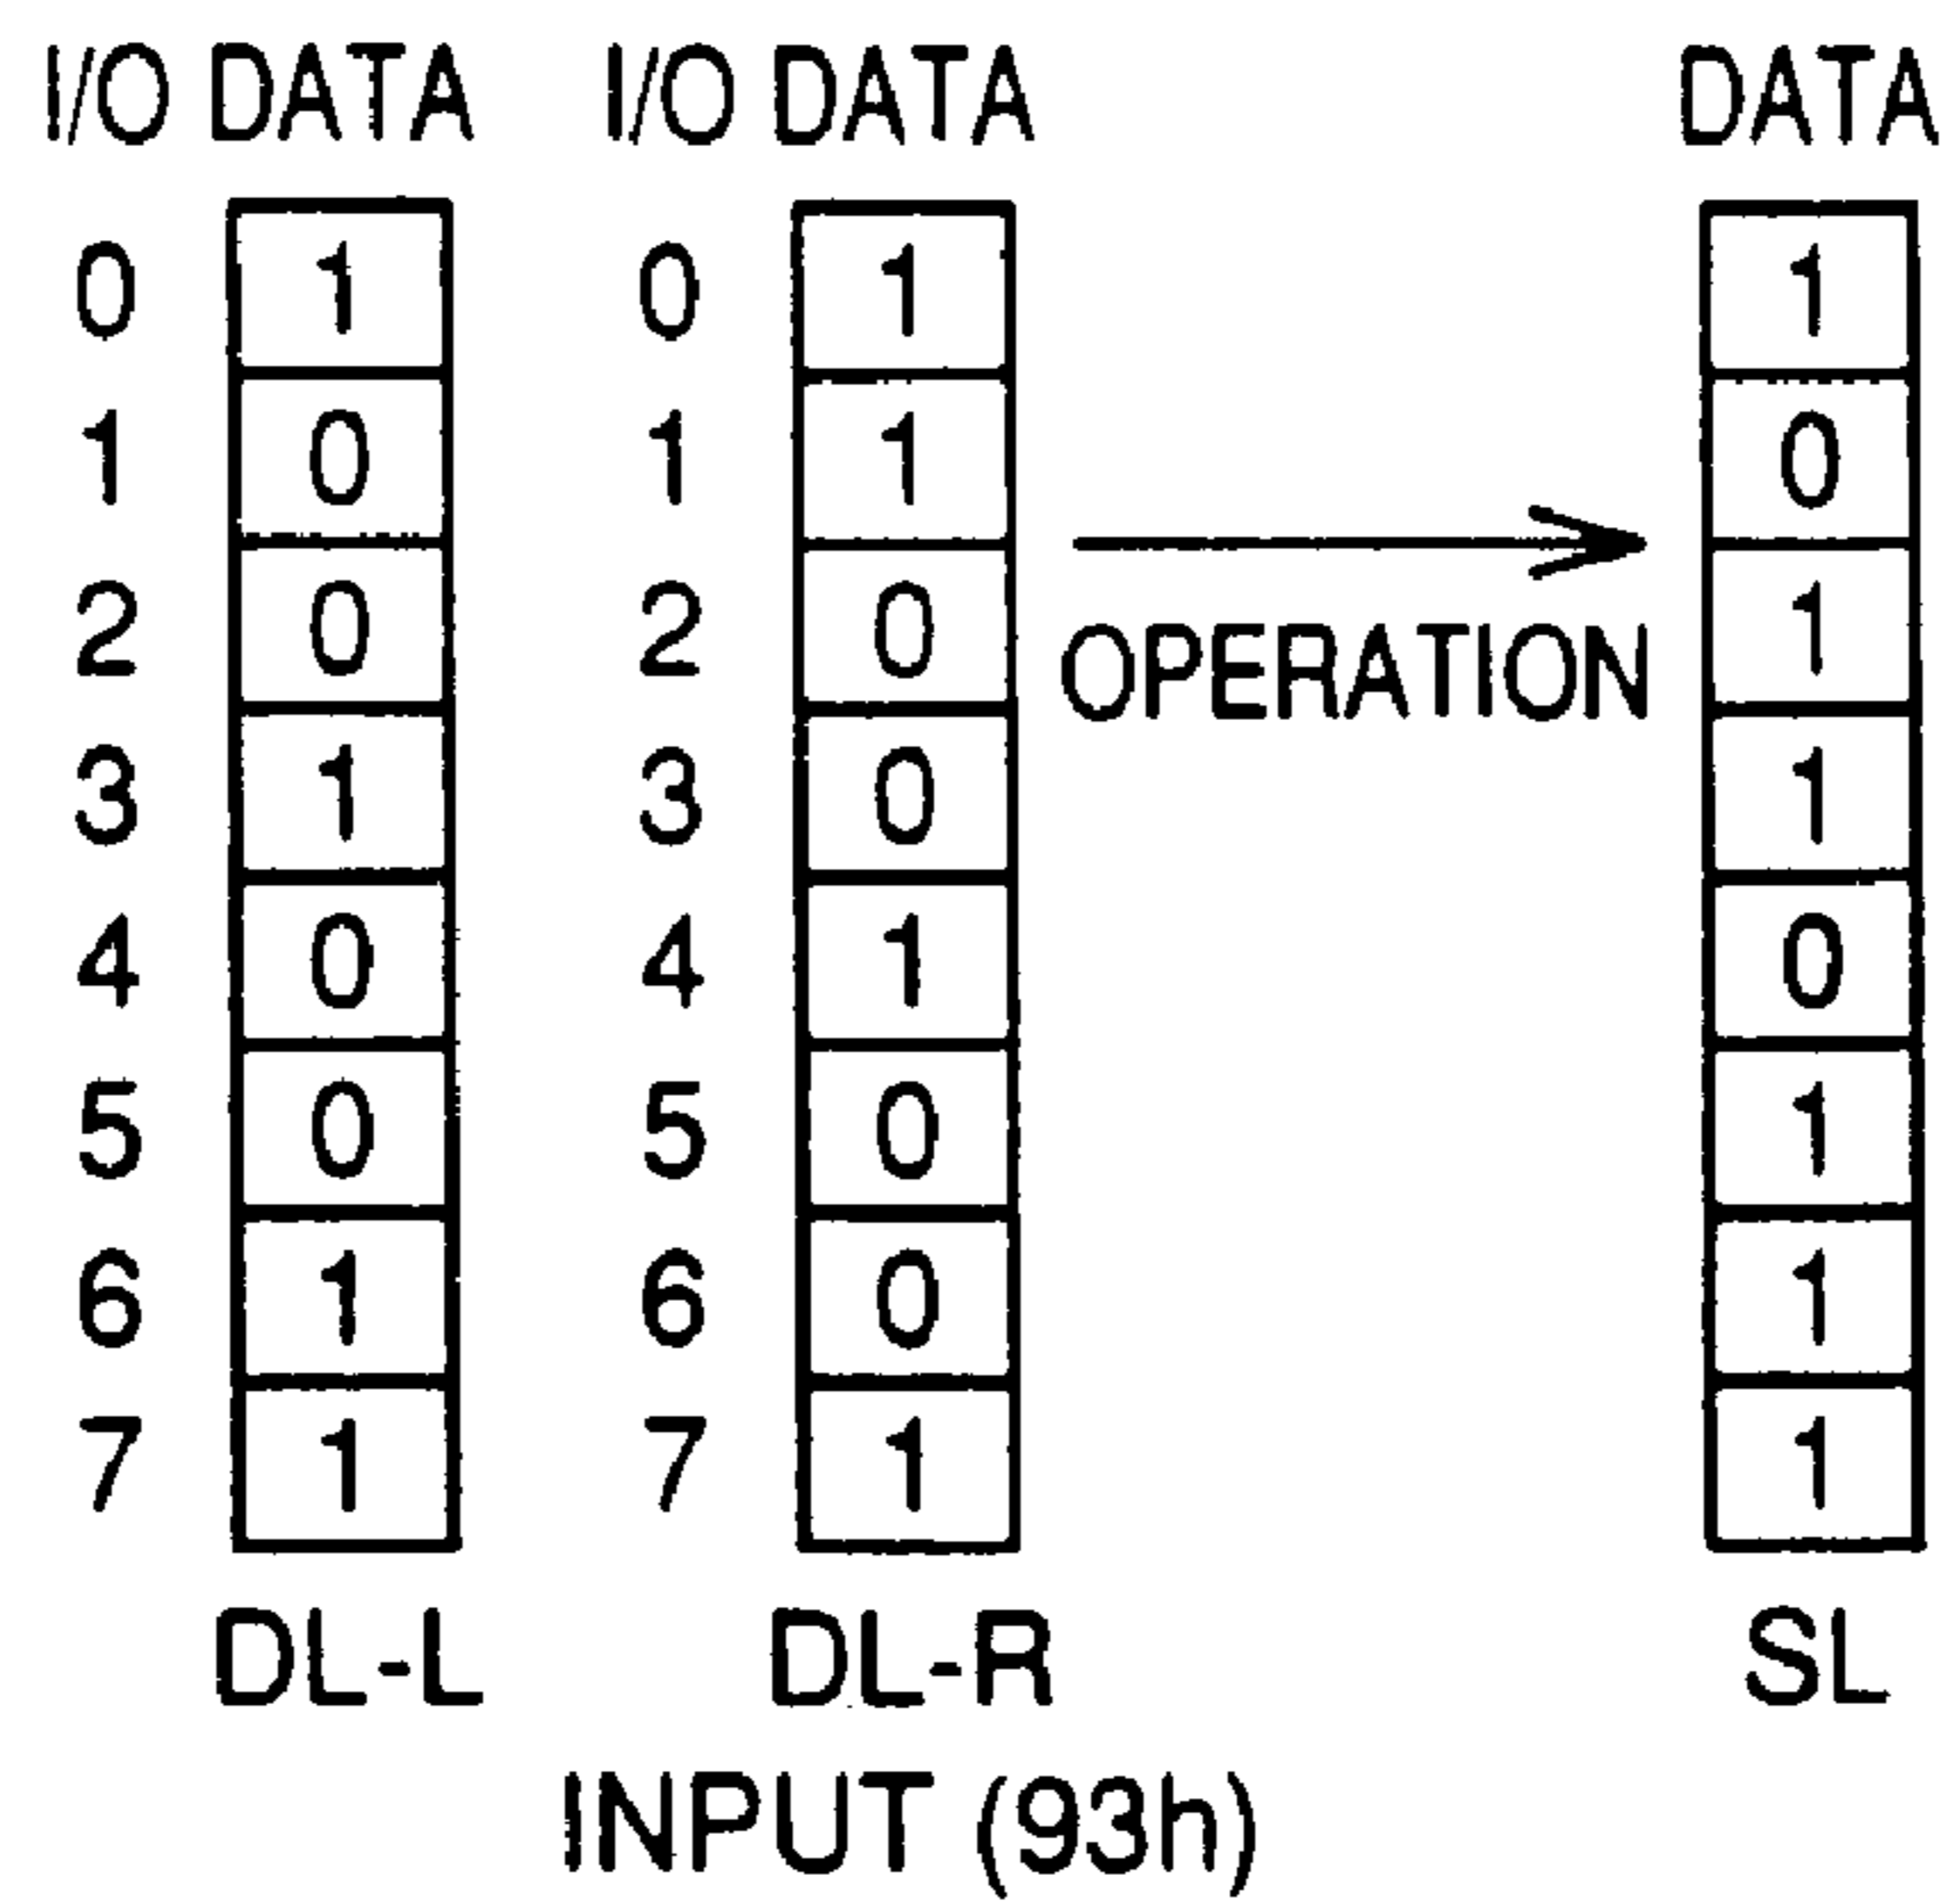 I/O DATA I/O DATA DATA
0 1 0 1 1
1 0 1 1 0
2 0 2 0 1
OPERATION
3 1 3 0 1
4 0 4 1 0
5 0 5 0 1
6 1 6 0 1
7 1 7 1 1
DL-L DL-R SL
INPUT (93h)